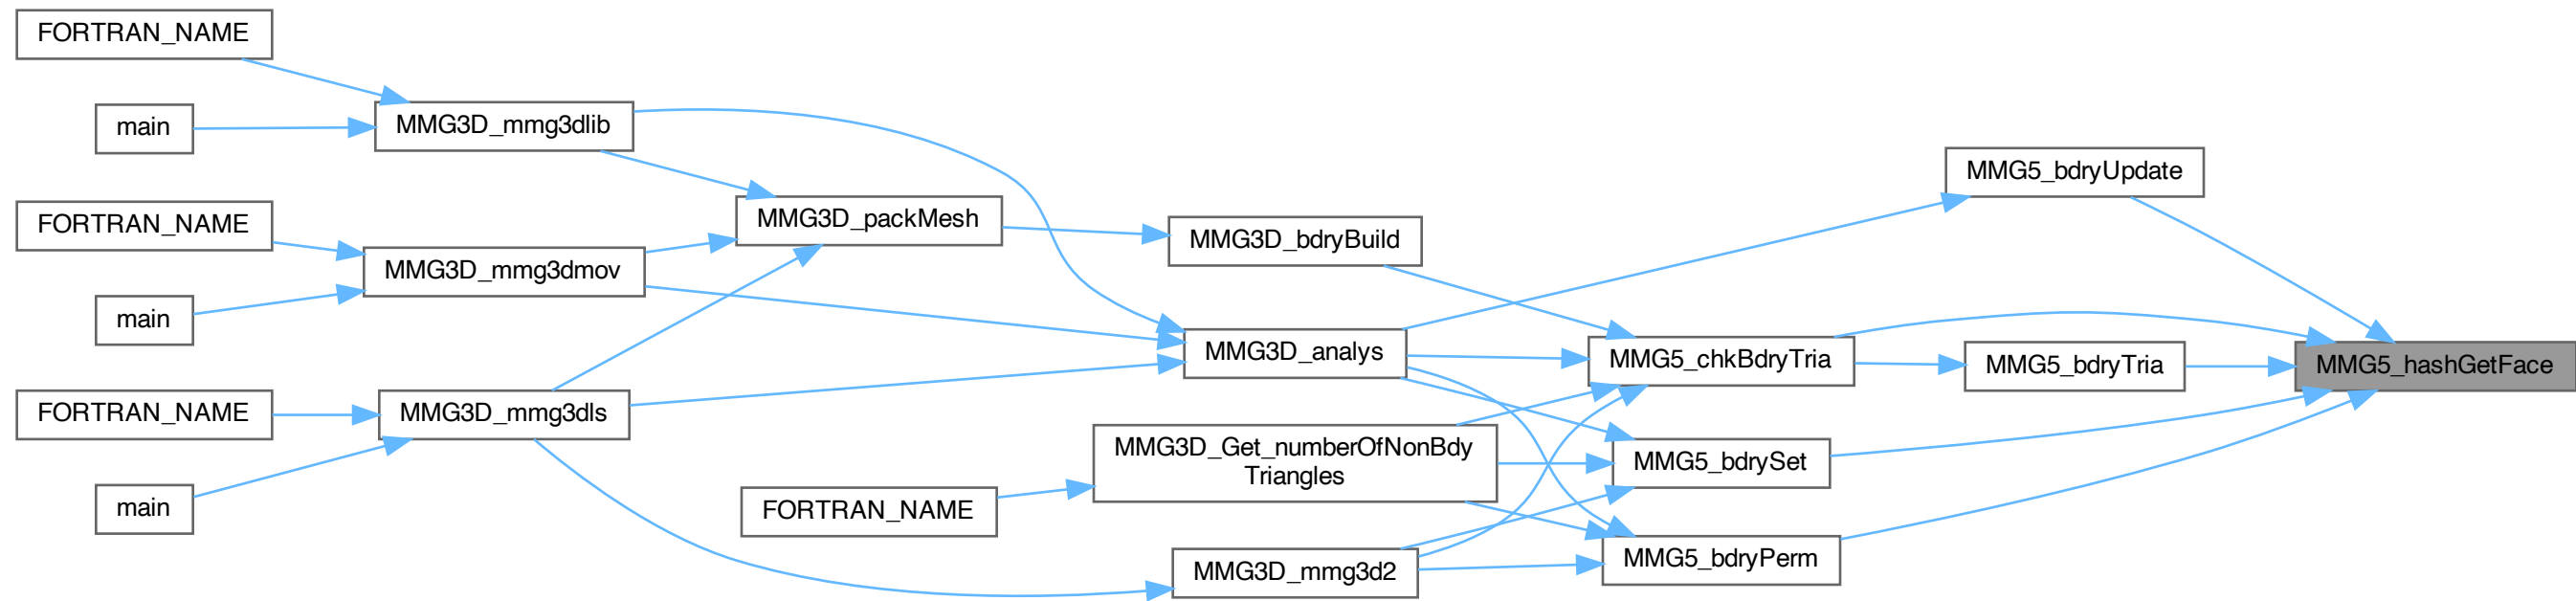 FORTRAN_NAME
main
MMG3D_mmg3dlib
FORTRAN_NAME
main
MMG3D_mmg3dmov
FORTRAN_NAME
main
MMG3D_mmg3dls
MMG3D_packMesh
FORTRAN_NAME
MMG3D_bdryBuild
MMG3D_analys
MMG3D_Get_numberOfNonBdy
Triangles
MMG3D_mmg3d2
MMG5_chkBdryTria
MMG5_bdrySet
MMG5_bdryPerm
MMG5_bdryUpdate
MMG5_bdryTria
MMG5_hashGetFace